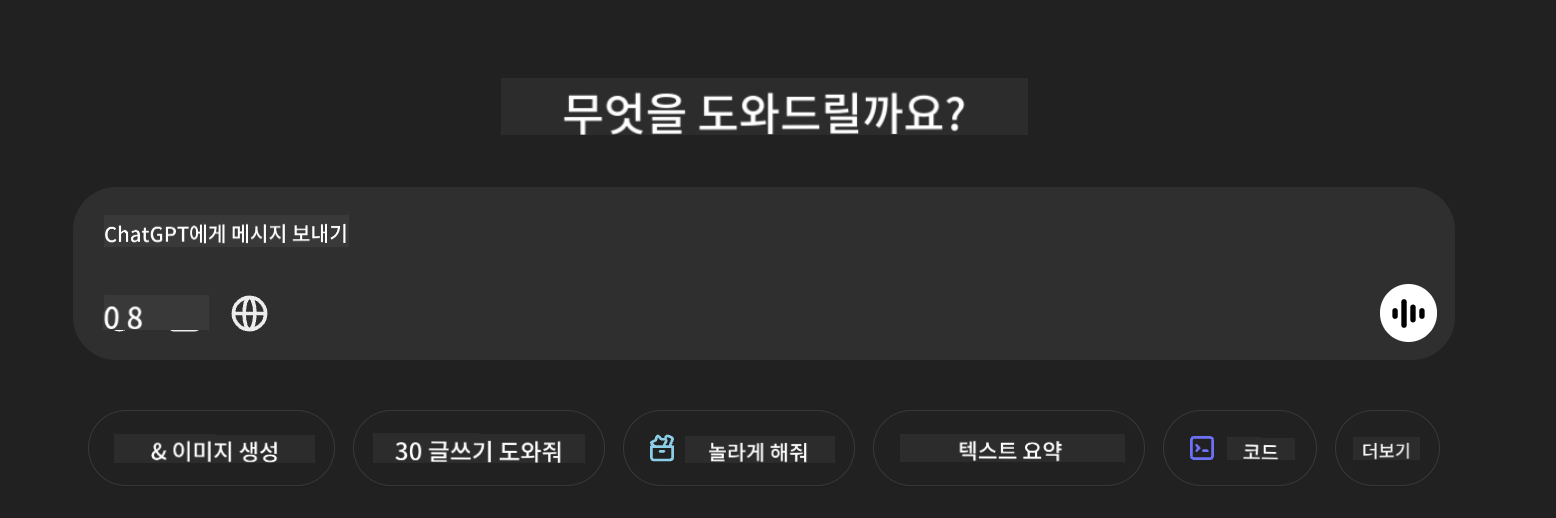 무엇을 도와드릴까요?
ChatGPT에게 메시지 보내기
0 8
& 이미지 생성
30 글쓰기 도와줘
놀라게 해줘
텍스트 요약
코드
더보기